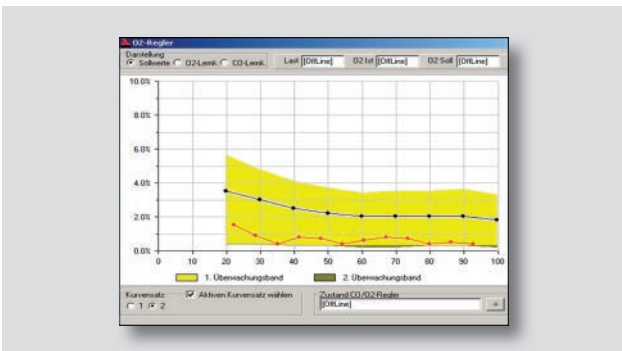 O2-Regler
Darstellung
Sollwerte O2-Lernk. CO-Lernk. Last [OffLine] O2 Ist [OffLine] O2 Soll [OffLine]
10.0%
8.0%
6.0%
4.0%
2.0%
0.0%
0 10 20 30 40 50 60 70 80 90 100
1. Überwachungsband 2. Überwachungsband
Kurvensatz Aktiven Kurvensatz wählen Zustand CO/O2-Regler
1 2 [OffLine]